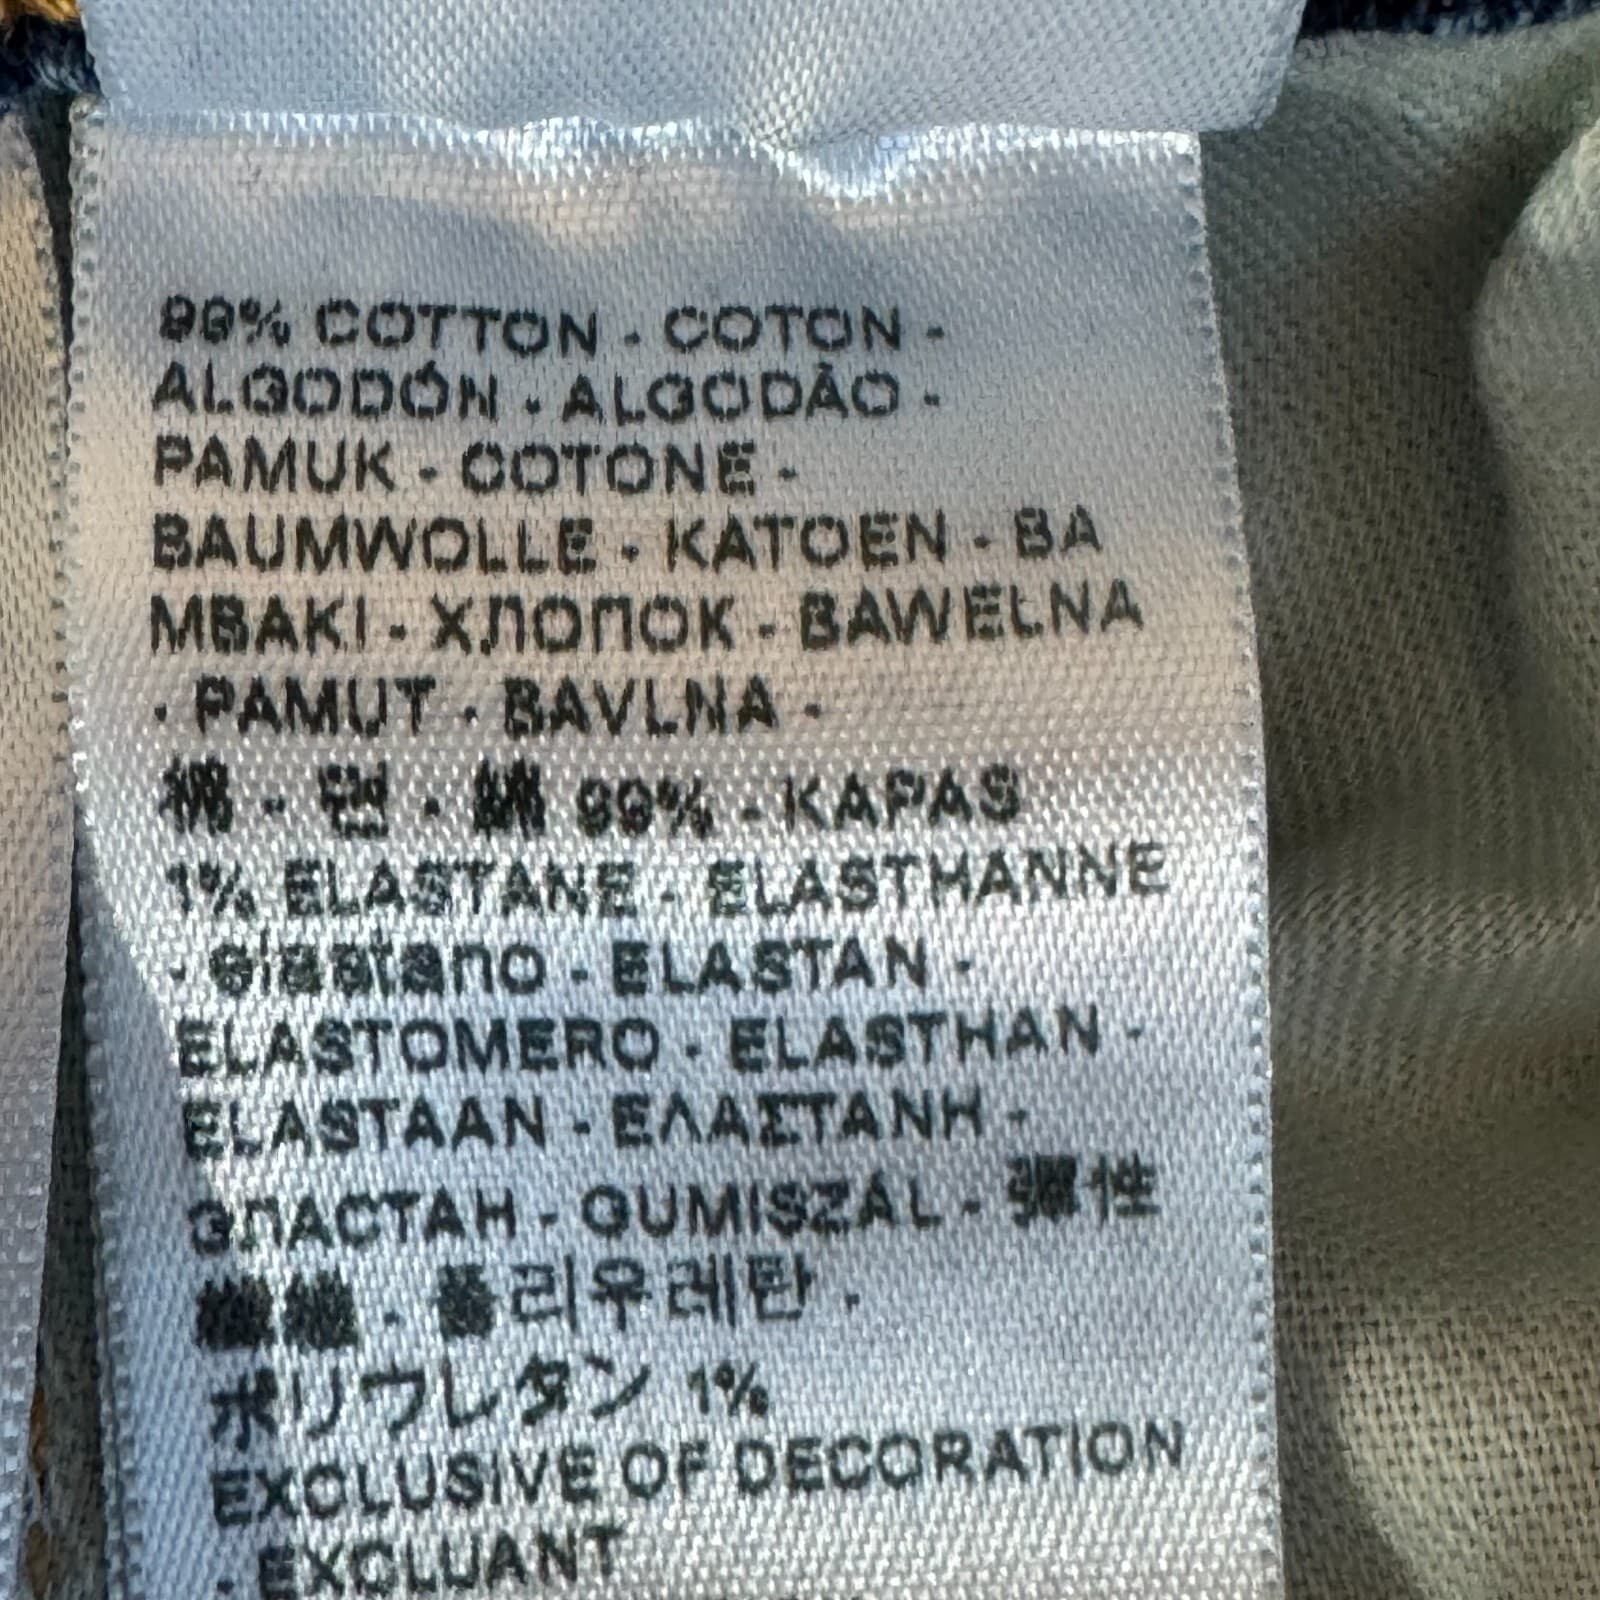 99% COTTON - COTON -
ALGODÓN - ALGODÃO -
PAMUK - COTONE -
BAUMWOLLE - KATOEN - BA
MBAKI - ХЛОПОК - BAWEŁNA
- PAMUT - BAVLNA -
棉 - 면 - 綿 99% - KAPAS
1% ELASTANE - ELASTHANNE
- elastano - ELASTAN -
ELASTOMERO - ELASTHAN -
ELASTAAN - ΕΛΑΣΤΑΝΗ -
ЭЛАСТАН - GUMISZÁL - 彈性
纖維 - 폴리우레탄 -
ポリウレタン 1%
EXCLUSIVE OF DECORATION
- EXCLUANT